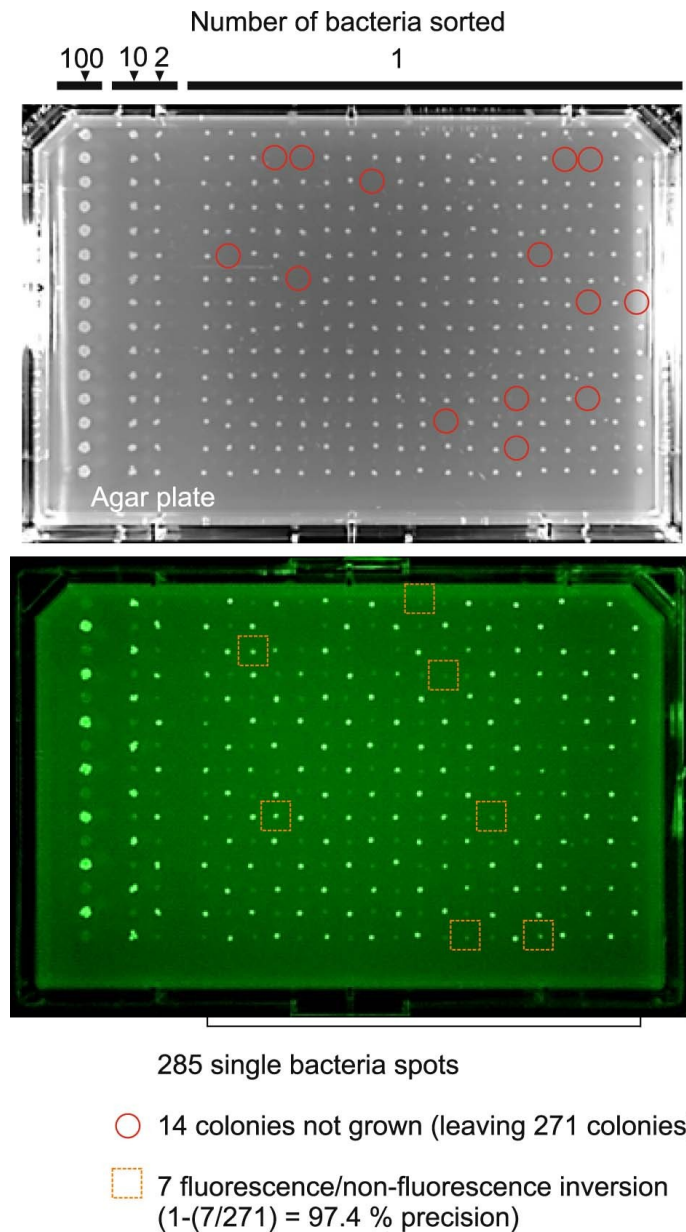 Number of bacteria sorted
100 10 2 1
Agar plate
285 single bacteria spots
14 colonies not grown (leaving 271 colonies
7 fluorescence/non-fluorescence inversion
(1-(7/271) = 97.4 % precision)